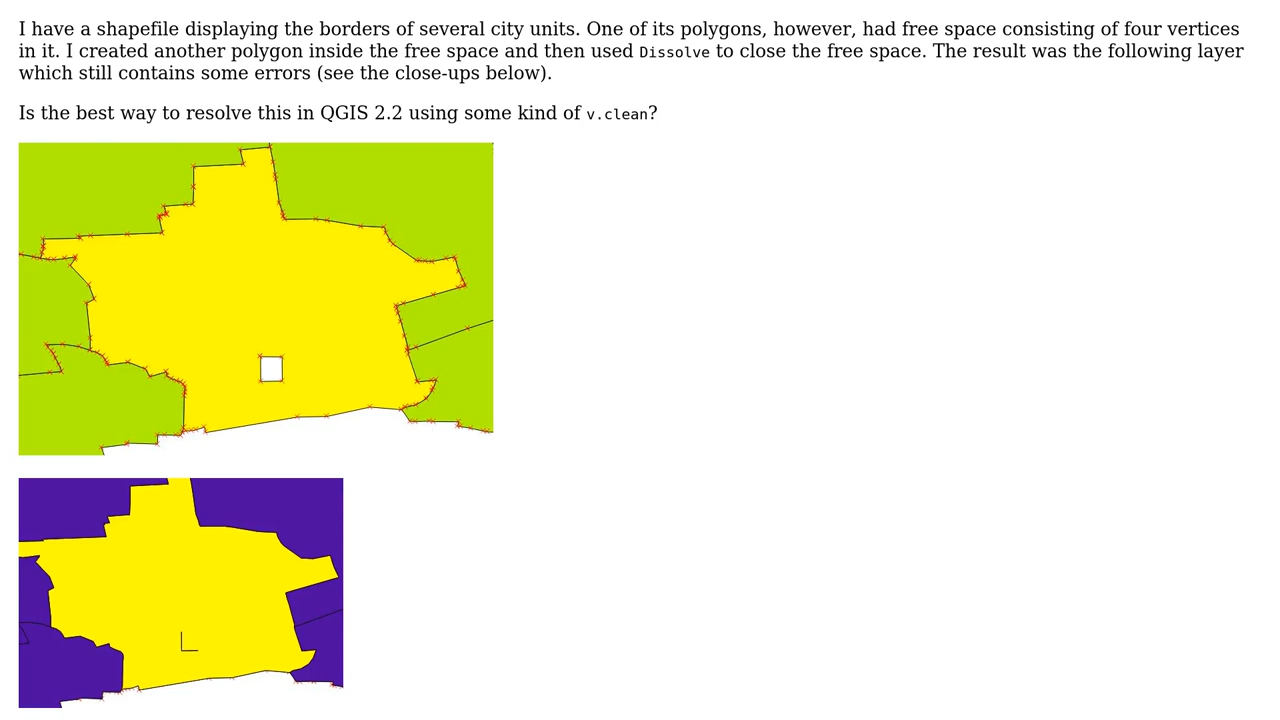 I have a shapefile displaying the borders of several city units. One of its polygons, however, had free space consisting of four vertices
in it. I created another polygon inside the free space and then used Dissolve to close the free space. The result was the following layer
which still contains some errors (see the close-ups below).
Is the best way to resolve this in QGIS 2.2 using some kind of v.clean?